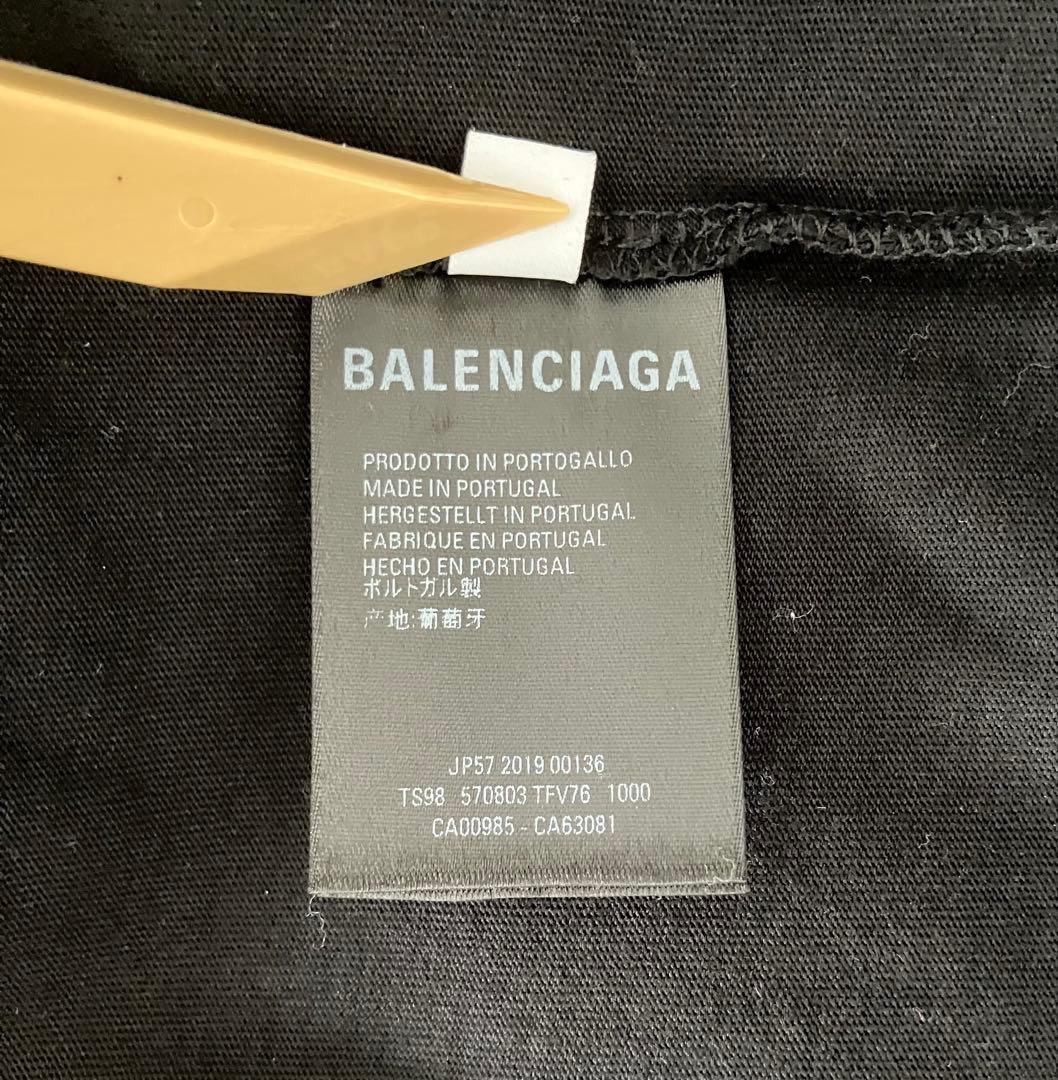 BALENCIAGA
PRODOTTO IN PORTOGALLO
MADE IN PORTUGAL
HERGESTELLT IN PORTUGAL
FABRIQUE EN PORTUGAL
HECHO EN PORTUGAL
ポルトガル製
产地:葡萄牙
JP57 2019 00136
TS98 570803 TFV76 1000
CA00985 - CA63081